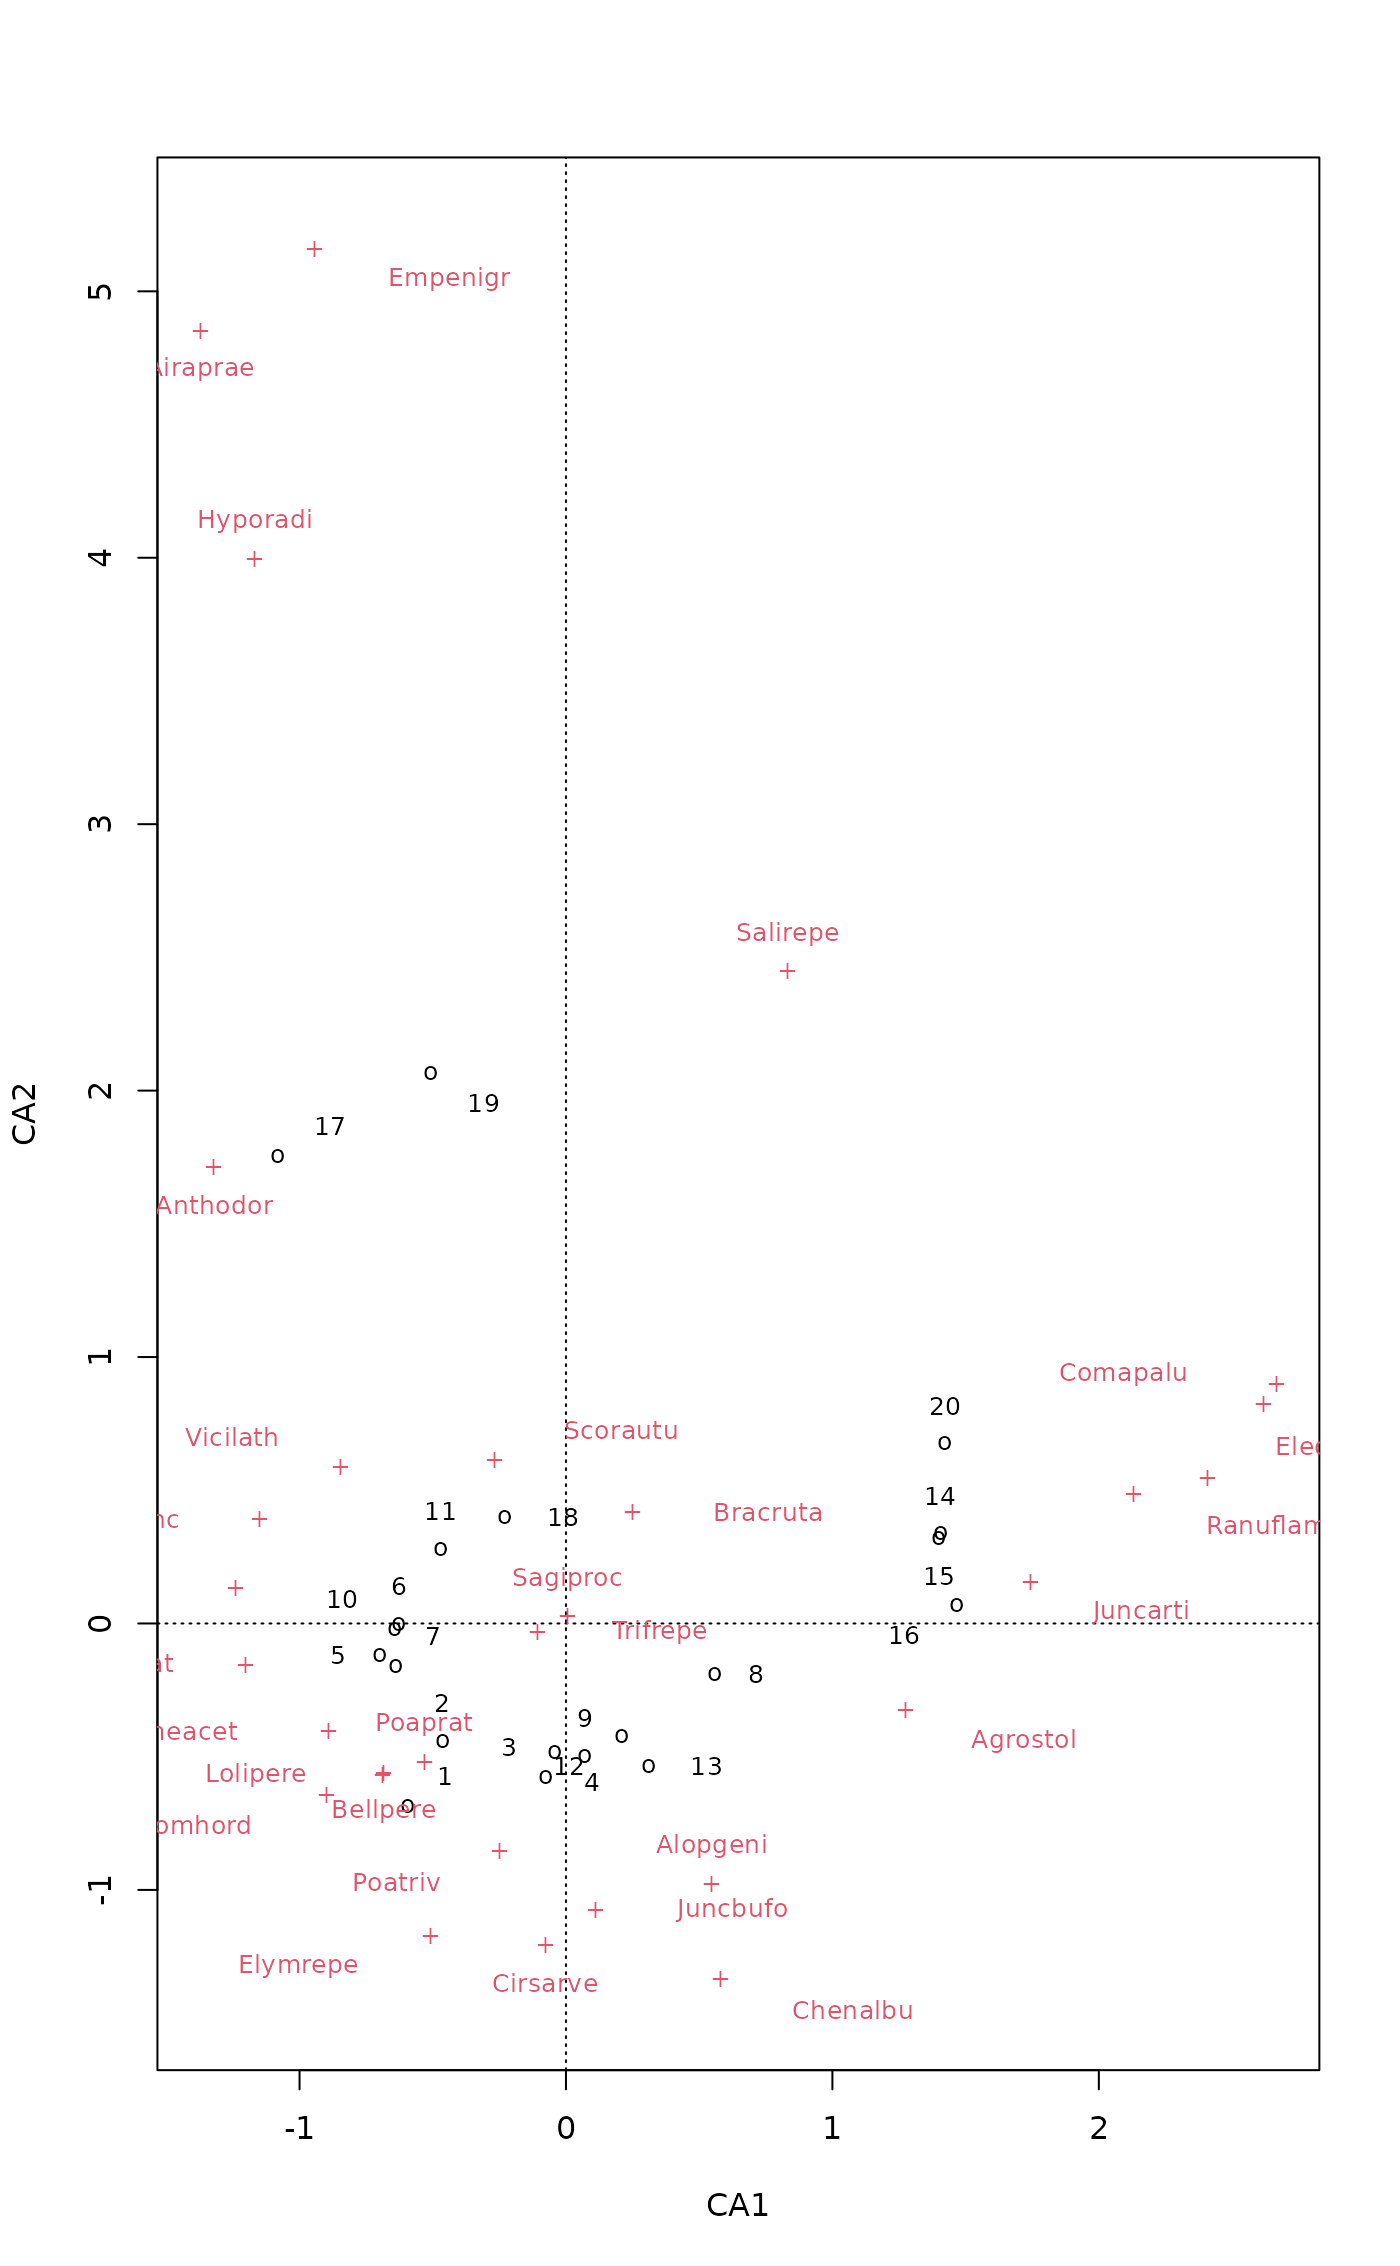 5
Empenigr
iraprae
Hyporadi
4
3
Salirepe
CA2
2
19
17
Anthodor
1
Comapalu
20
Scorautu
Vicilath
Elec
14
11
18
Bracruta
nc
Ranuflam
Sagiproc
15
6
10
Juncarti
0
Trifrepe
7
16
5
at
8
2
9
Poaprat
heacet
Agrostol
3
12
13
Lolipere
1
4
Bellpere
omhord
Alopgeni
-1
Poatriv
Juncbufo
Elymrepe
Cirsarve
Chenalbu
-1 0 1 2
CA1